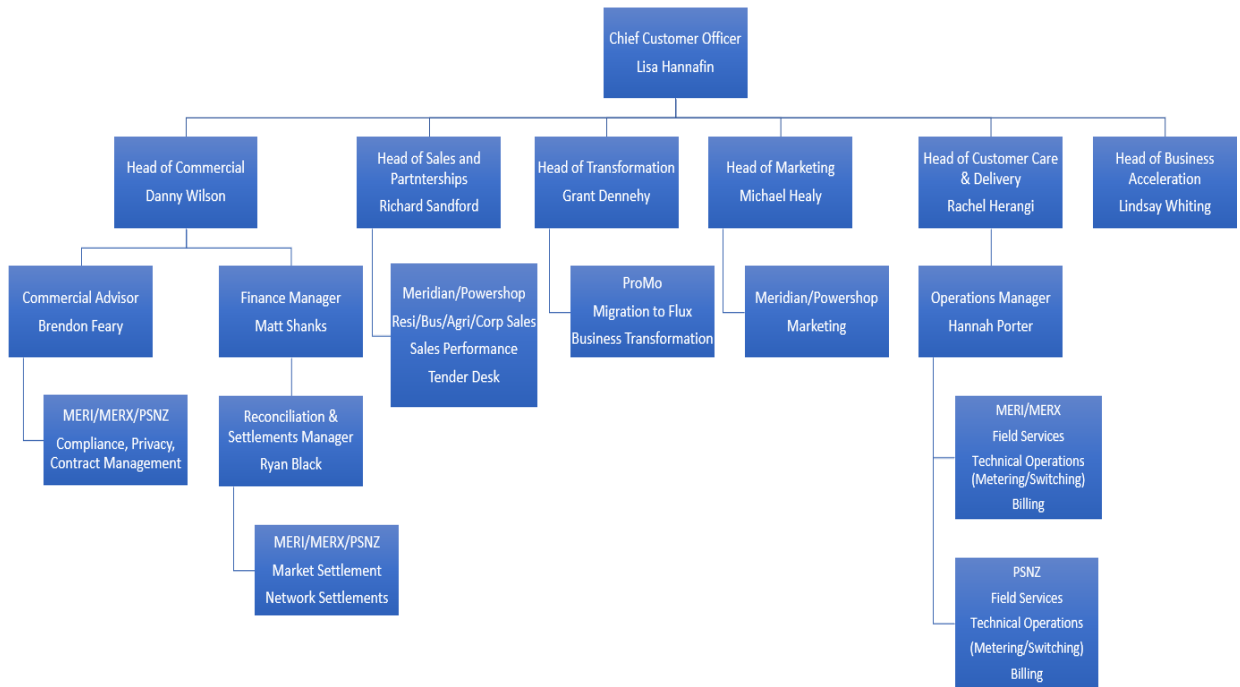 Chief Customer Officer
Lisa Hannafin
Head of Commercial
Danny Wilson
Head of Sales and
Partnterships
Richard Sandford
Head of Transformation
Grant Dennehy
Head of Marketing
Michael Healy
Head of Customer Care
& Delivery
Rachel Herangi
Head of Business
Acceleration
Lindsay Whiting
Commercial Advisor
Brendon Feary
Finance Manager
Matt Shanks
Meridian/Powershop
Resi/Bus/Agri/Corp Sales
Sales Performance
Tender Desk
ProMo
Migration to Flux
Business Transformation
Meridian/Powershop
Marketing
Operations Manager
Hannah Porter
MERI/MERX/PSNZ
Compliance, Privacy,
Contract Management
Reconciliation &
Settlements Manager
Ryan Black
MERI/MERX
Field Services
Technical Operations
(Metering/Switching)
Billing
MERI/MERX/PSNZ
Market Settlement
Network Settlements
PSNZ
Field Services
Technical Operations
(Metering/Switching)
Billing